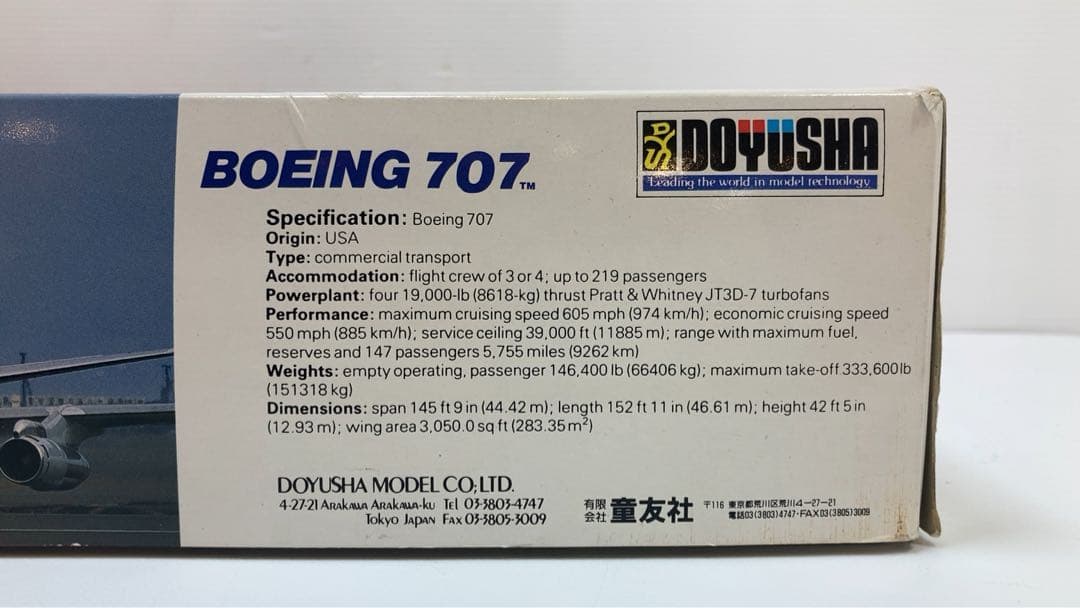 BOEING 707™
DYS DOYUSHA
Leading the world in model technology
Specification: Boeing 707
Origin: USA
Type: commercial transport
Accommodation: flight crew of 3 or 4; up to 219 passengers
Powerplant: four 19,000-lb (8618-kg) thrust Pratt & Whitney JT3D-7 turbofans
Performance: maximum cruising speed 605 mph (974 km/h); economic cruising speed
550 mph (885 km/h); service ceiling 39,000 ft (11885 m); range with maximum fuel,
reserves and 147 passengers 5,755 miles (9262 km)
Weights: empty operating, passenger 146,400 lb (66406 kg); maximum take-off 333,600 lb
(151318 kg)
Dimensions: span 145 ft 9 in (44.42 m); length 152 ft 11 in (46.61 m); height 42 ft 5 in
(12.93 m); wing area 3,050.0 sq ft (283.35 m²)
DOYUSHA MODEL CO;LTD.
4-27-21 Arakawa Arakawa-ku Tel 03-3803-4747
Tokyo Japan Fax 03-3805-3009
有限会社 童友社
〒116 東京都荒川区荒川4-27-21
電話03(3803)4747・FAX03(3805)3009